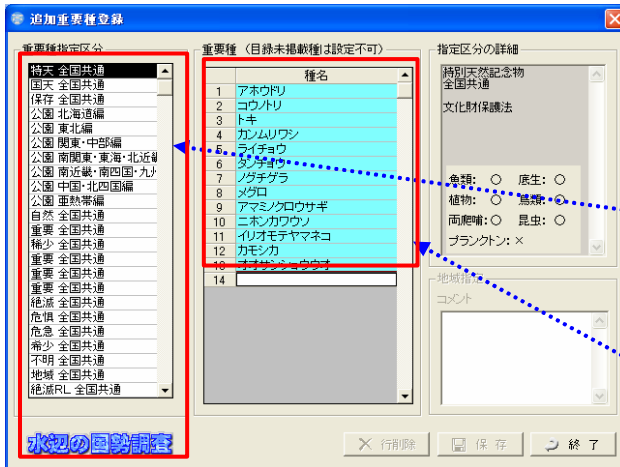 追加重要種登録
重要種指定区分
特天 全国共通
国天 全国共通
保存 全国共通
公園 北海道編
公園 東北編
公園 関東・中部編
公園 南関東・東海・北近
公園 南近畿・南四国・九
公園 中国・北四国編
公園 亜熱帯編
自然 全国共通
重要 全国共通
稀少 全国共通
重要 全国共通
重要 全国共通
重要 全国共通
絶滅 全国共通
危惧 全国共通
危急 全国共通
希少 全国共通
不明 全国共通
地域 全国共通
絶滅RL 全国共通
水辺の国勢調査
重要種 (目録未掲載種は設定不可)
種名
1 アホウドリ
2 コウノトリ
3 トキ
4 カンムリワシ
5 ライチョウ
6 タンチョウ
7 ノグチゲラ
8 メグロ
9 アマミノクロウサギ
10 ニホンカワウソ
11 イリオモテヤマネコ
12 カモシカ
13 オオサンショウウオ
14
指定区分の詳細
特別天然記念物
全国共通
文化財保護法
魚類: ○ 底生: ○
植物: ○ 鳥類: ○
両爬哺: ○ 昆虫: ○
プランクトン: ×
地域指定
コメント
行削除
保存
終了